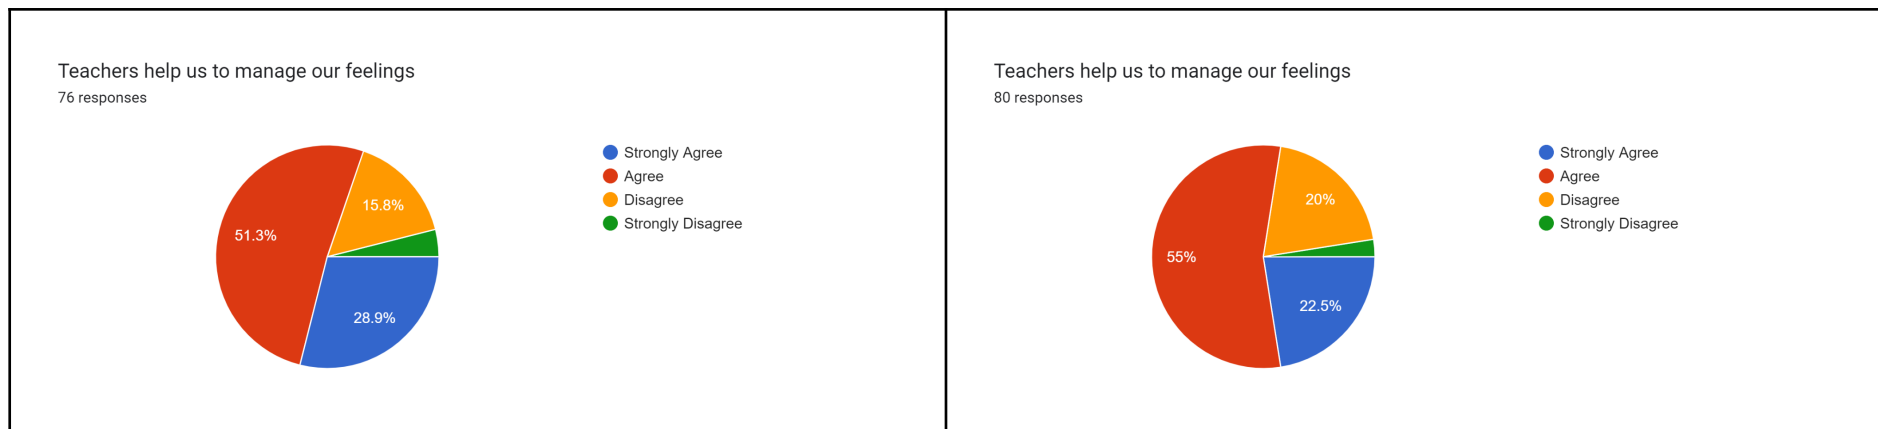 Teachers help us to manage our feelings
76 responses
Strongly Agree
Agree
Disagree
Strongly Disagree
15.8%
51.3%
28.9%
Teachers help us to manage our feelings
80 responses
Strongly Agree
Agree
Disagree
Strongly Disagree
20%
55%
22.5%